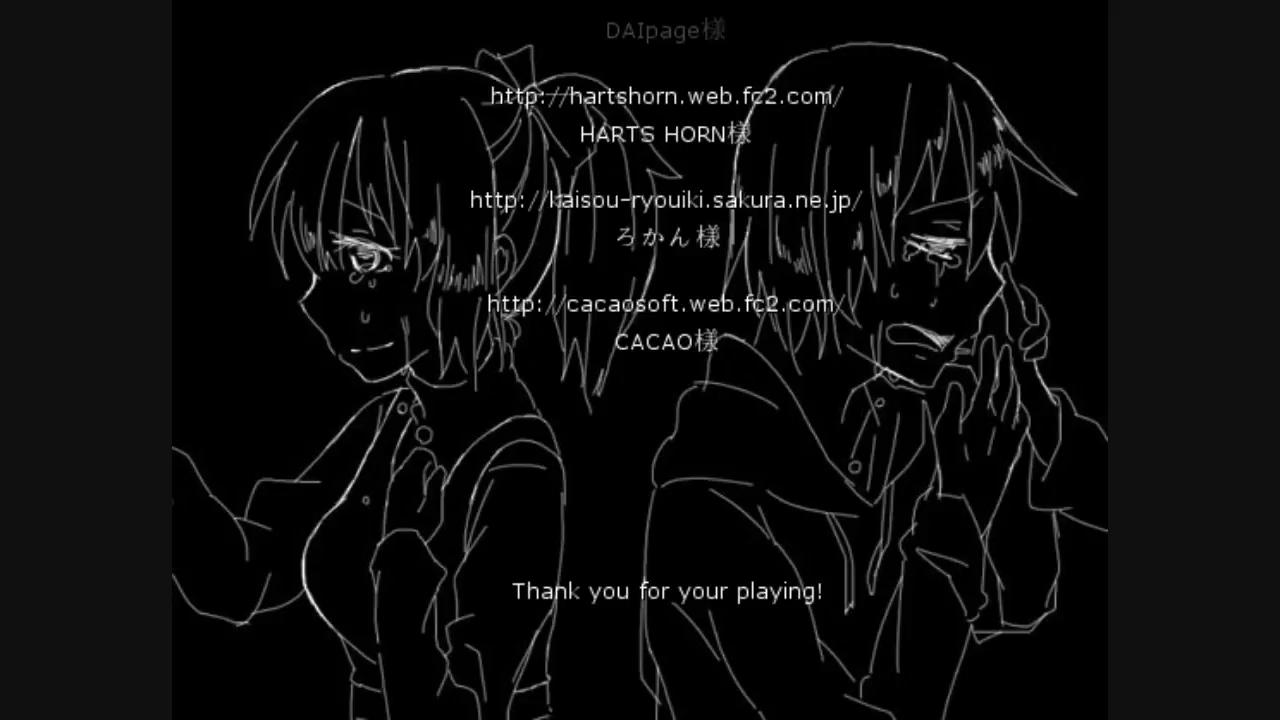 DAIpage様
http://hartshorn.web.fc2.com/
HARTS HORN様
http://kaisou-ryouiki.sakura.ne.jp/
ろかん様
http://cacaosoft.web.fc2.com/
CACAO様
Thank you for your playing!